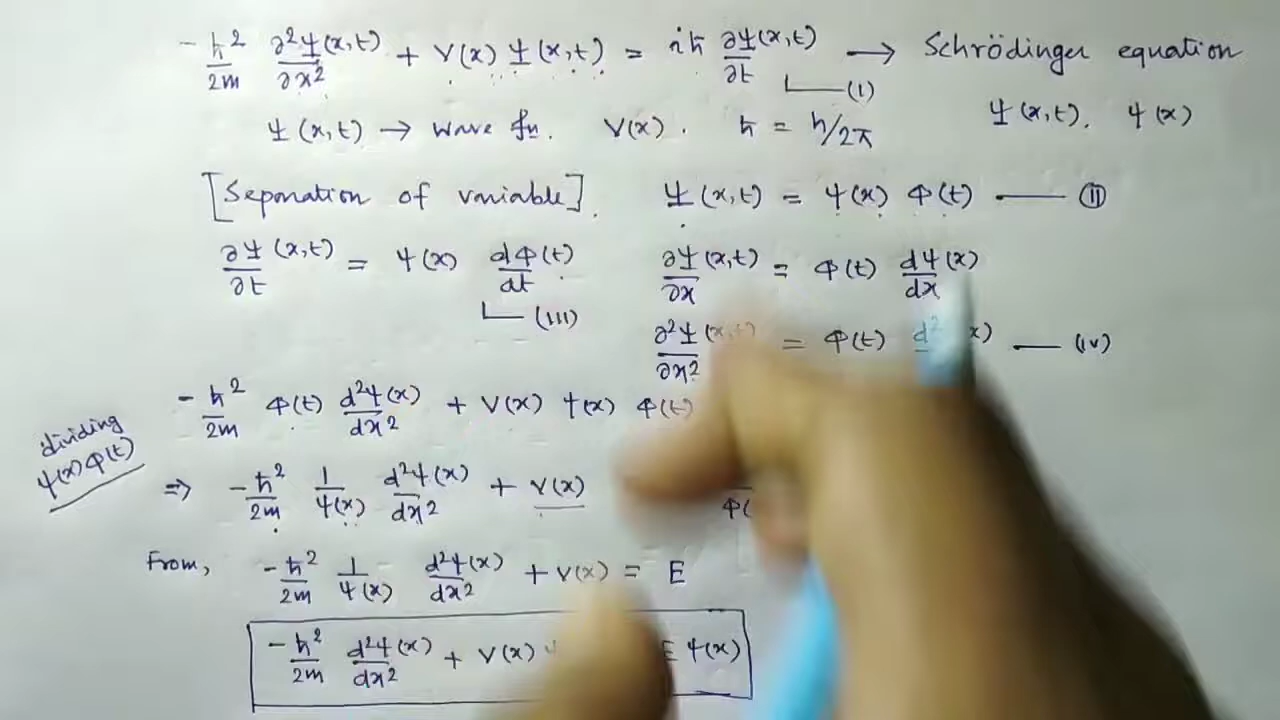 -ħ²/2m ∂²Ψ(x,t)/∂x² + V(x) Ψ(x,t) = iħ ∂Ψ(x,t)/∂t → Schrödinger equation
(I)
Ψ(x,t) → wave fn. V(x). ħ = h/2π Ψ(x,t). ψ(x)
[Separation of variable]. Ψ(x,t) = ψ(x) Φ(t) — (II)
∂Ψ(x,t)/∂t = ψ(x) dΦ(t)/dt ∂Ψ(x,t)/∂x = Φ(t) dψ(x)/dx
(III)
∂²Ψ(x,t)/∂x² = Φ(t) d² x) — (IV)
-ħ²/2m Φ(t) d²ψ(x)/dx² + V(x) ψ(x) Φ(t)
dividing ψ(x)Φ(t)
⇒ -ħ²/2m 1/ψ(x) d²ψ(x)/dx² + V(x) Φ(
From, -ħ²/2m 1/ψ(x) d²ψ(x)/dx² + V(x) = E
-ħ²/2m d²ψ(x)/dx² + V(x) E ψ(x)